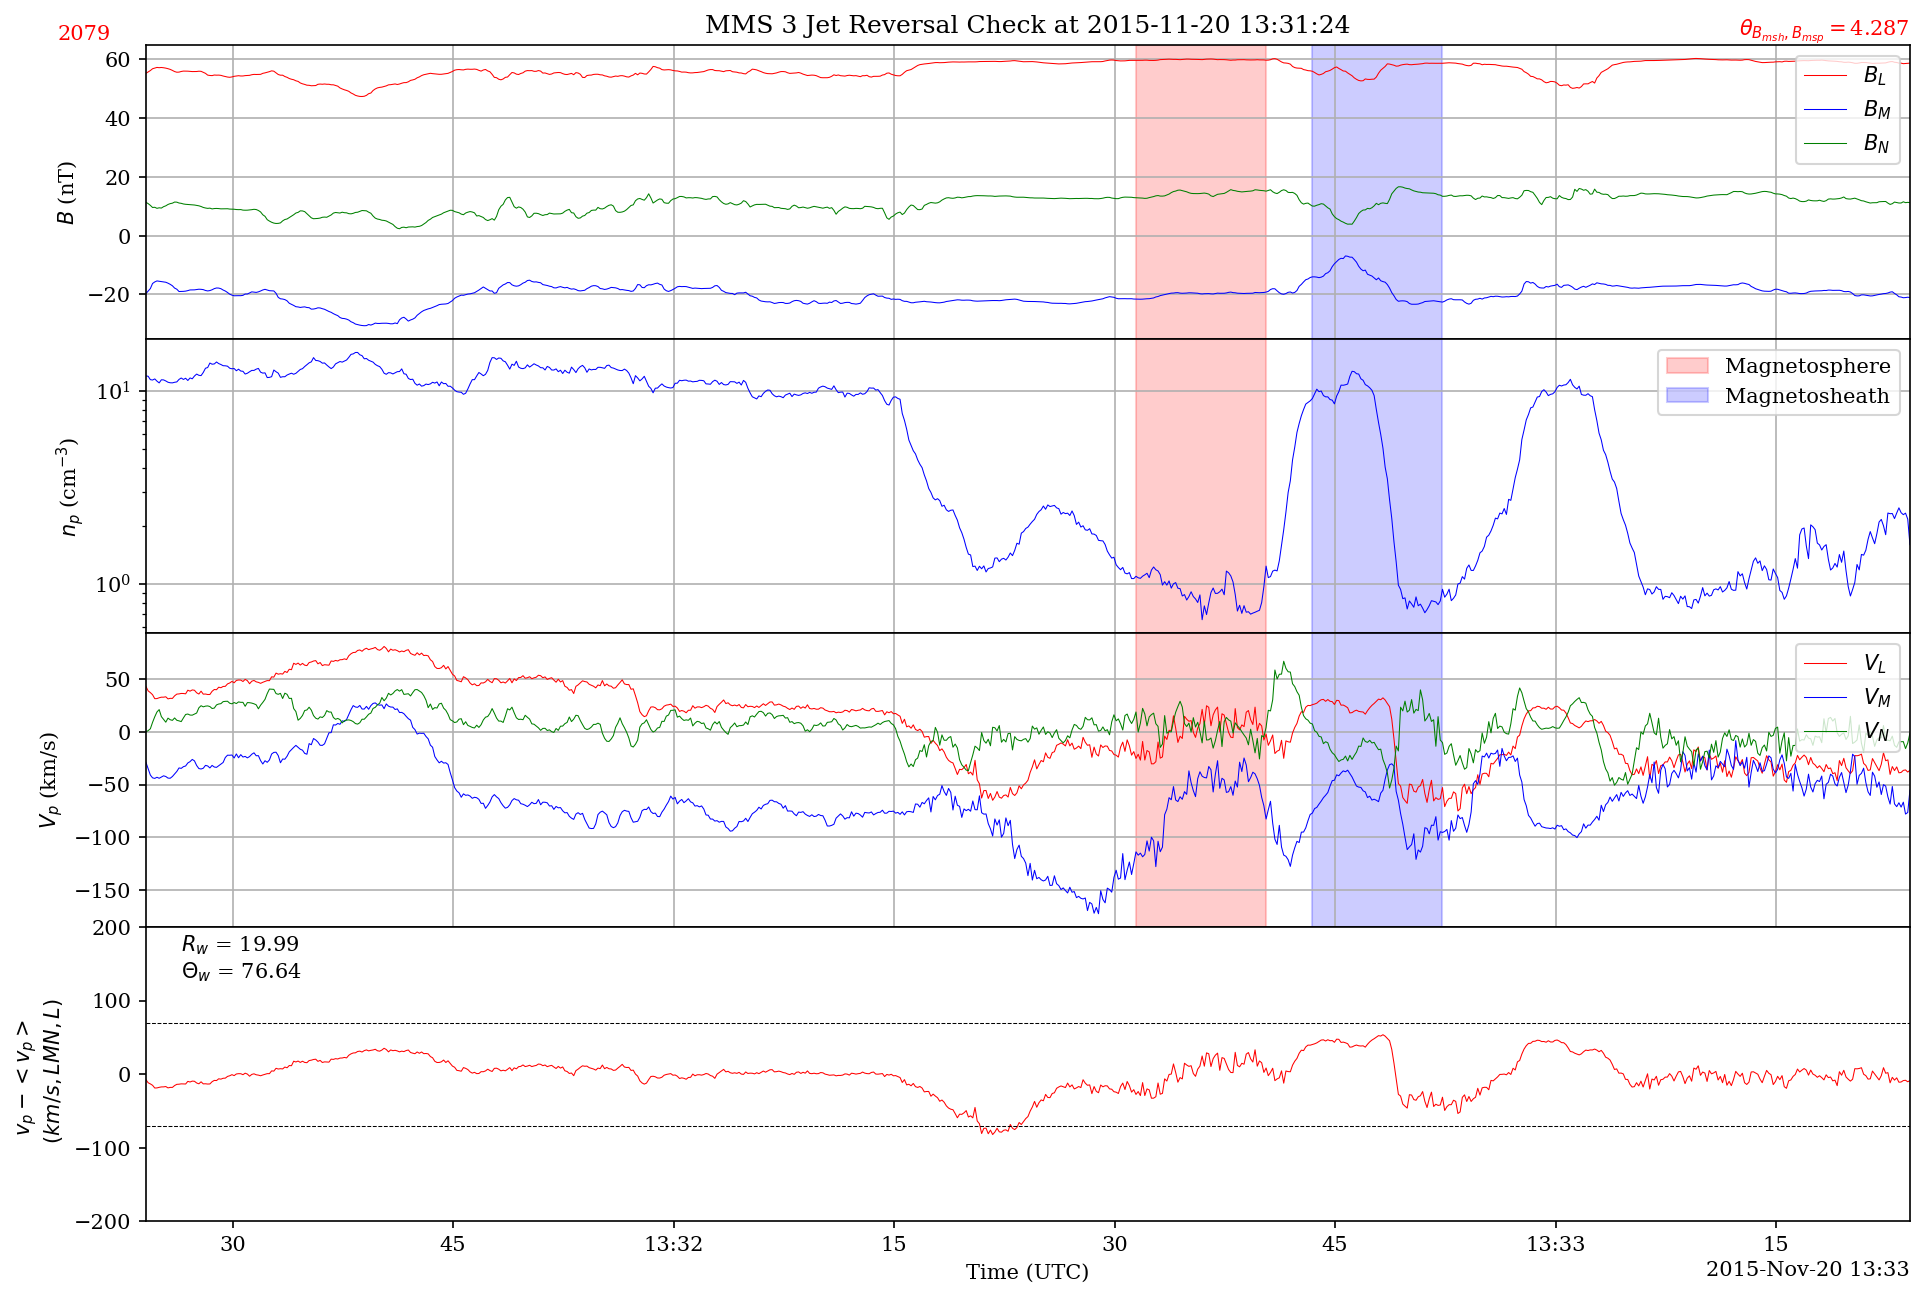 2079
MMS 3 Jet Reversal Check at 2015-11-20 13:31:24
θ_{B_{msh}, B_{msp}} = 4.287
60
40
20
0
−20
B (nT)
B_L
B_M
B_N
10^1
10^0
n_p (cm^{−3})
Magnetosphere
Magnetosheath
50
0
−50
−100
−150
V_p (km/s)
V_L
V_M
V_N
200
100
0
−100
−200
v_p − < v_p >
(km/s, LMN, L)
R_w = 19.99
Θ_w = 76.64
30 45 13:32 15 30 45 13:33 15
Time (UTC)
2015-Nov-20 13:33